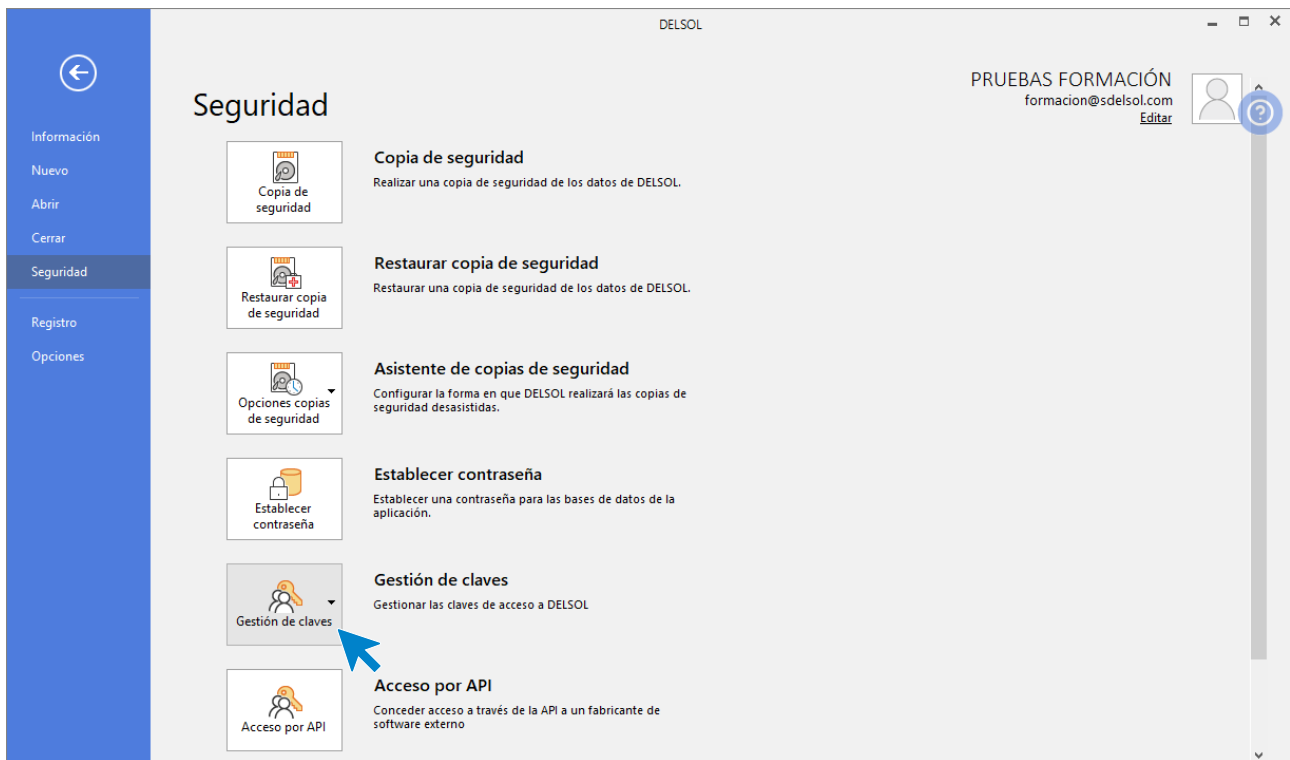 DELSOL
PRUEBAS FORMACIÓN
formacion@sdelsol.com
Editar
?
Información
Nuevo
Abrir
Cerrar
Seguridad
Registro
Opciones
Seguridad
Copia de
seguridad
Copia de seguridad
Realizar una copia de seguridad de los datos de DELSOL.
Restaurar copia
de seguridad
Restaurar copia de seguridad
Restaurar una copia de seguridad de los datos de DELSOL.
Opciones copias
de seguridad
Asistente de copias de seguridad
Configurar la forma en que DELSOL realizará las copias de
seguridad desasistidas.
Establecer
contraseña
Establecer contraseña
Establecer una contraseña para las bases de datos de la
aplicación.
Gestión de claves
Gestión de claves
Gestionar las claves de acceso a DELSOL
Acceso por API
Acceso por API
Conceder acceso a través de la API a un fabricante de
software externo